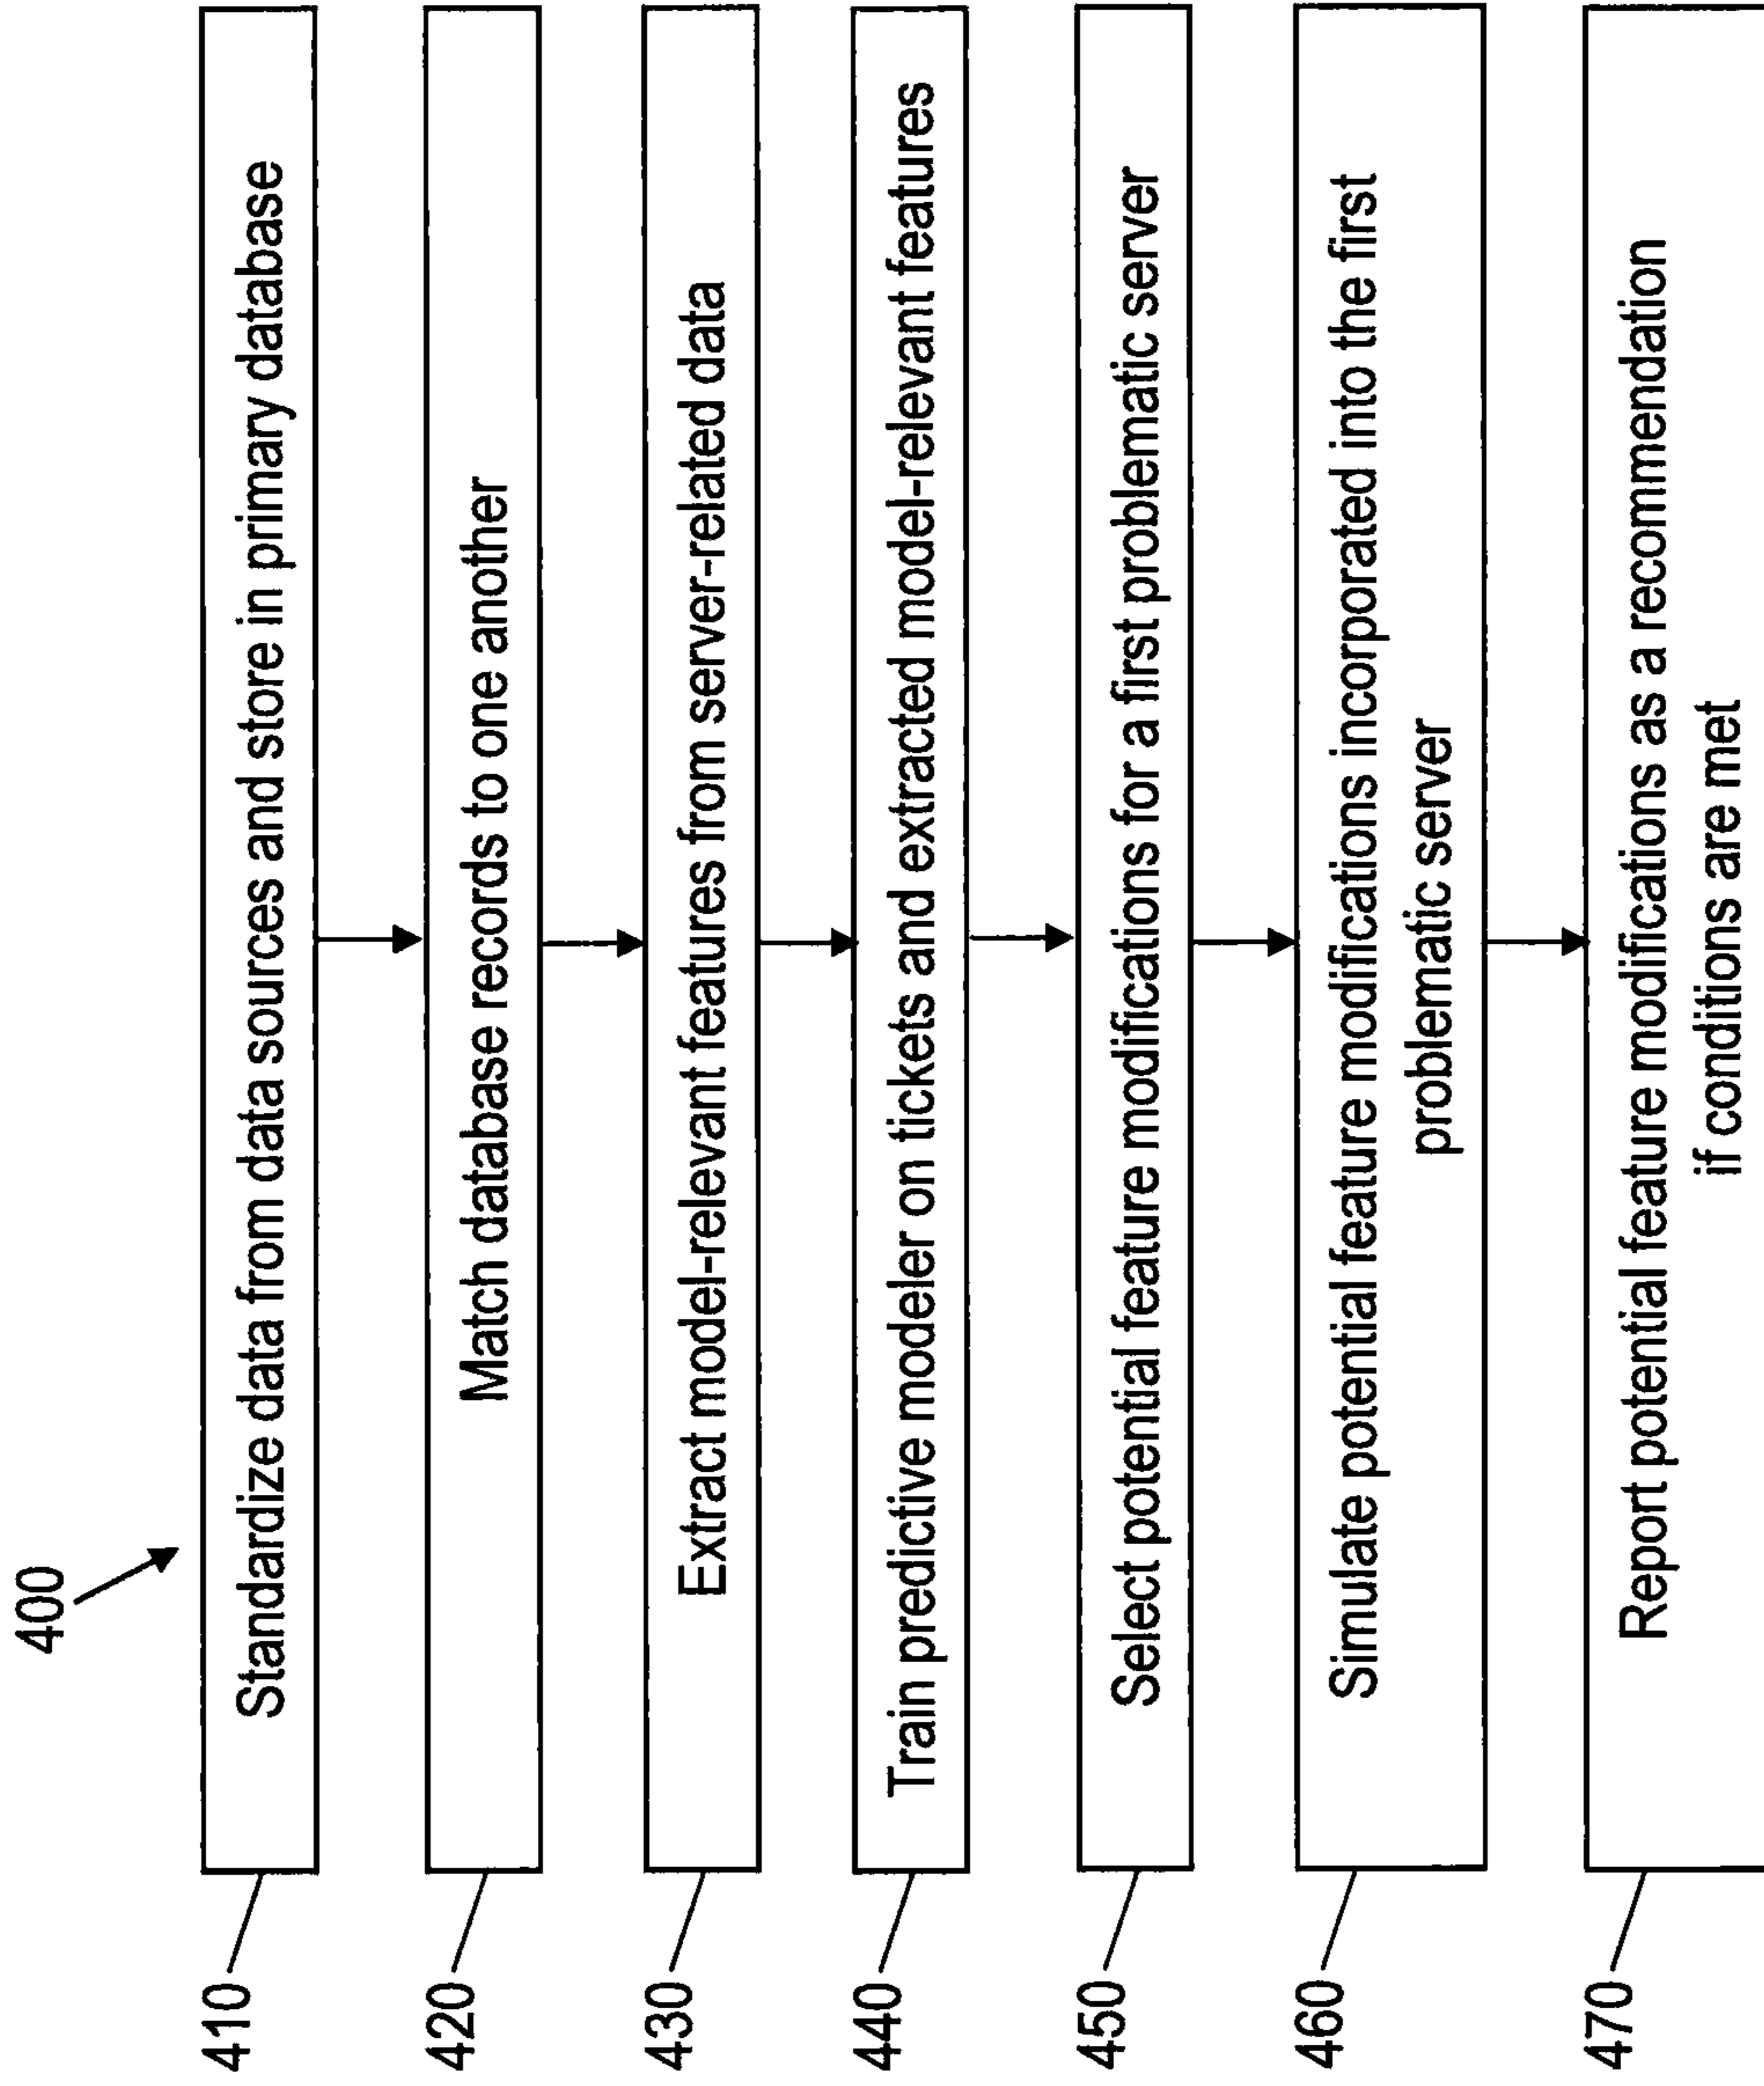 400
410
Standardize data from data sources and store in primary database
420
Match database records to one another
430
Extract model-relevant features from server-related data
440
Train predictive modeler on tickets and extracted model-relevant features
450
Select potential feature modifications for a first problematic server
460
Simulate potential feature modifications incorporated into the first
problematic server
470
Report potential feature modifications as a recommendation
if conditions are met